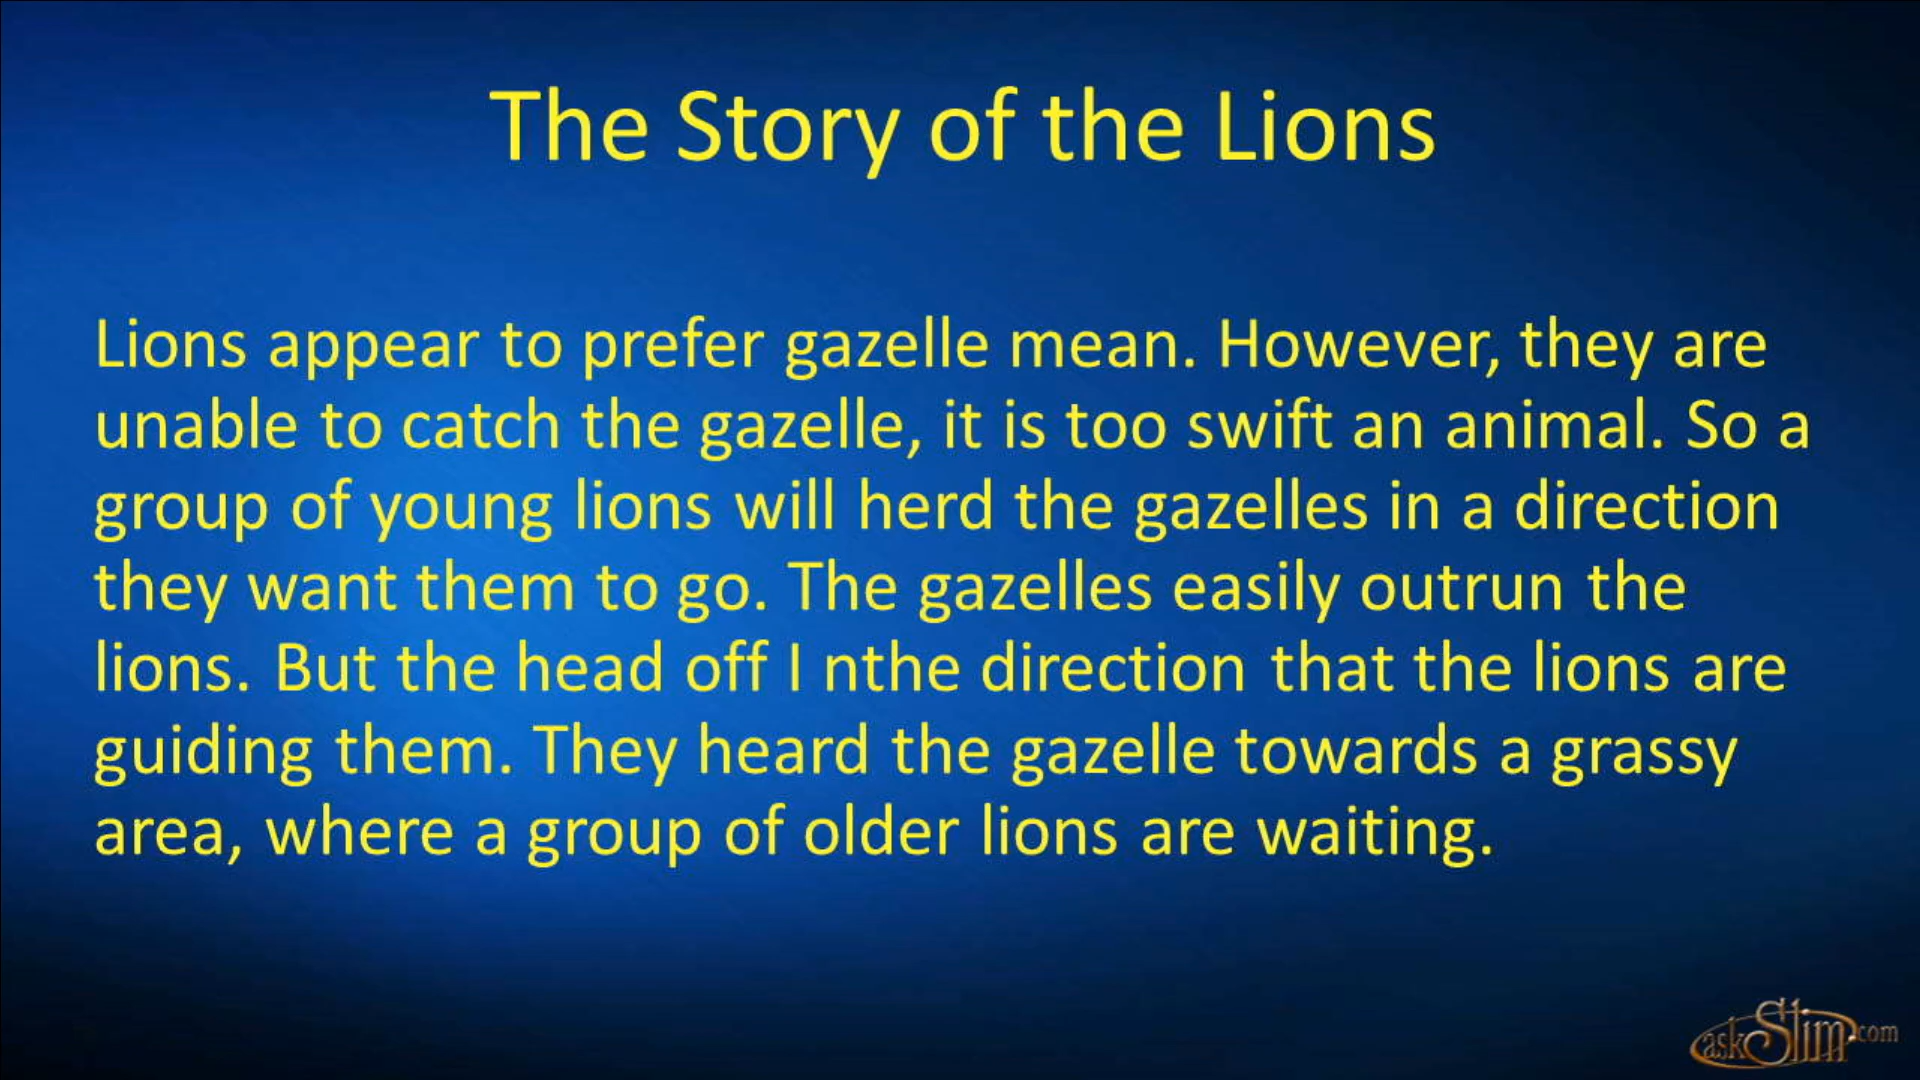 The Story of the Lions
Lions appear to prefer gazelle mean. However, they are
unable to catch the gazelle, it is too swift an animal. So a
group of young lions will herd the gazelles in a direction
they want them to go. The gazelles easily outrun the
lions. But the head off I nthe direction that the lions are
guiding them. They heard the gazelle towards a grassy
area, where a group of older lions are waiting.
askSlim.com